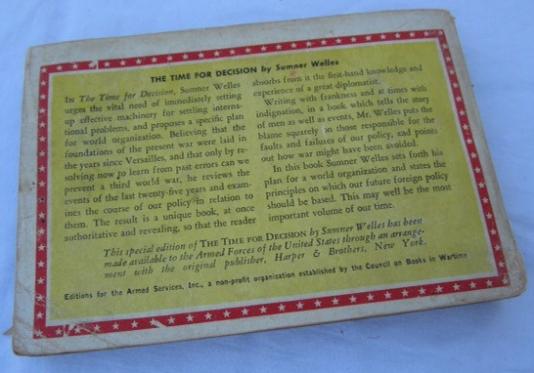 THE TIME FOR DECISION by Sumner Welles
IN The Time for Decision, Sumner Welles
urges the vital need of immediately setting
up effective machinery for settling interna-
tional problems, and proposes a specific plan
for world organization. Believing that the
foundations of the present war were laid in
the years since Versailles, and that only by re-
solving now to learn from past errors can we
prevent a third world war, he reviews the
events of the last twenty-five years and exam-
ines the course of our policy in relation to
them. The result is a unique book, at once
authoritative and revealing, so that the reader
absorbs from it the first-hand knowledge and
experience of a great diplomatist.
Writing with frankness and at times with
indignation, in a book which tells the story
of men as well as events, Mr. Welles puts the
blame squarely on those responsible for the
faults and failures of our policy, and points
out how war might have been avoided.
In this book Sumner Welles sets forth his
plan for a world organization and states the
principles on which our future foreign policy
should be based. This may well be the most
important volume of our time.
This special edition of THE TIME FOR DECISION by Sumner Welles has been
made available to the Armed Forces of the United States through an arrange-
ment with the original publisher, Harper & Brothers, New York.
Editions for the Armed Services, Inc., a non-profit organization established by the Council on Books in Wartime